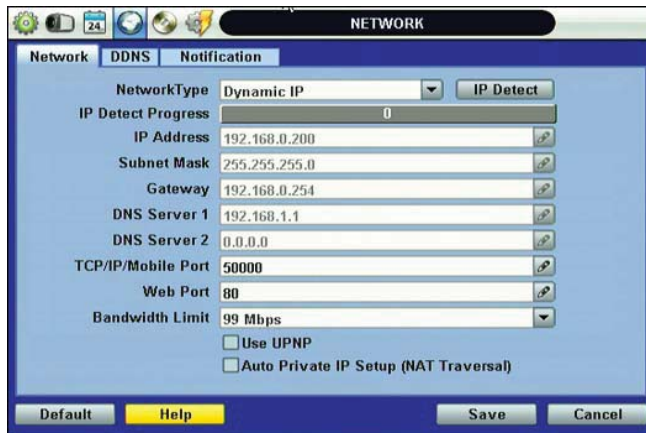 24
NETWORK
Network DDNS Notification
NetworkType Dynamic IP IP Detect
IP Detect Progress 0
IP Address 192.168.0.200
Subnet Mask 255.255.255.0
Gateway 192.168.0.254
DNS Server 1 192.168.1.1
DNS Server 2 0.0.0.0
TCP/IP/Mobile Port 50000
Web Port 80
Bandwidth Limit 99 Mbps
Use UPNP
Auto Private IP Setup (NAT Traversal)
Default Help Save Cancel